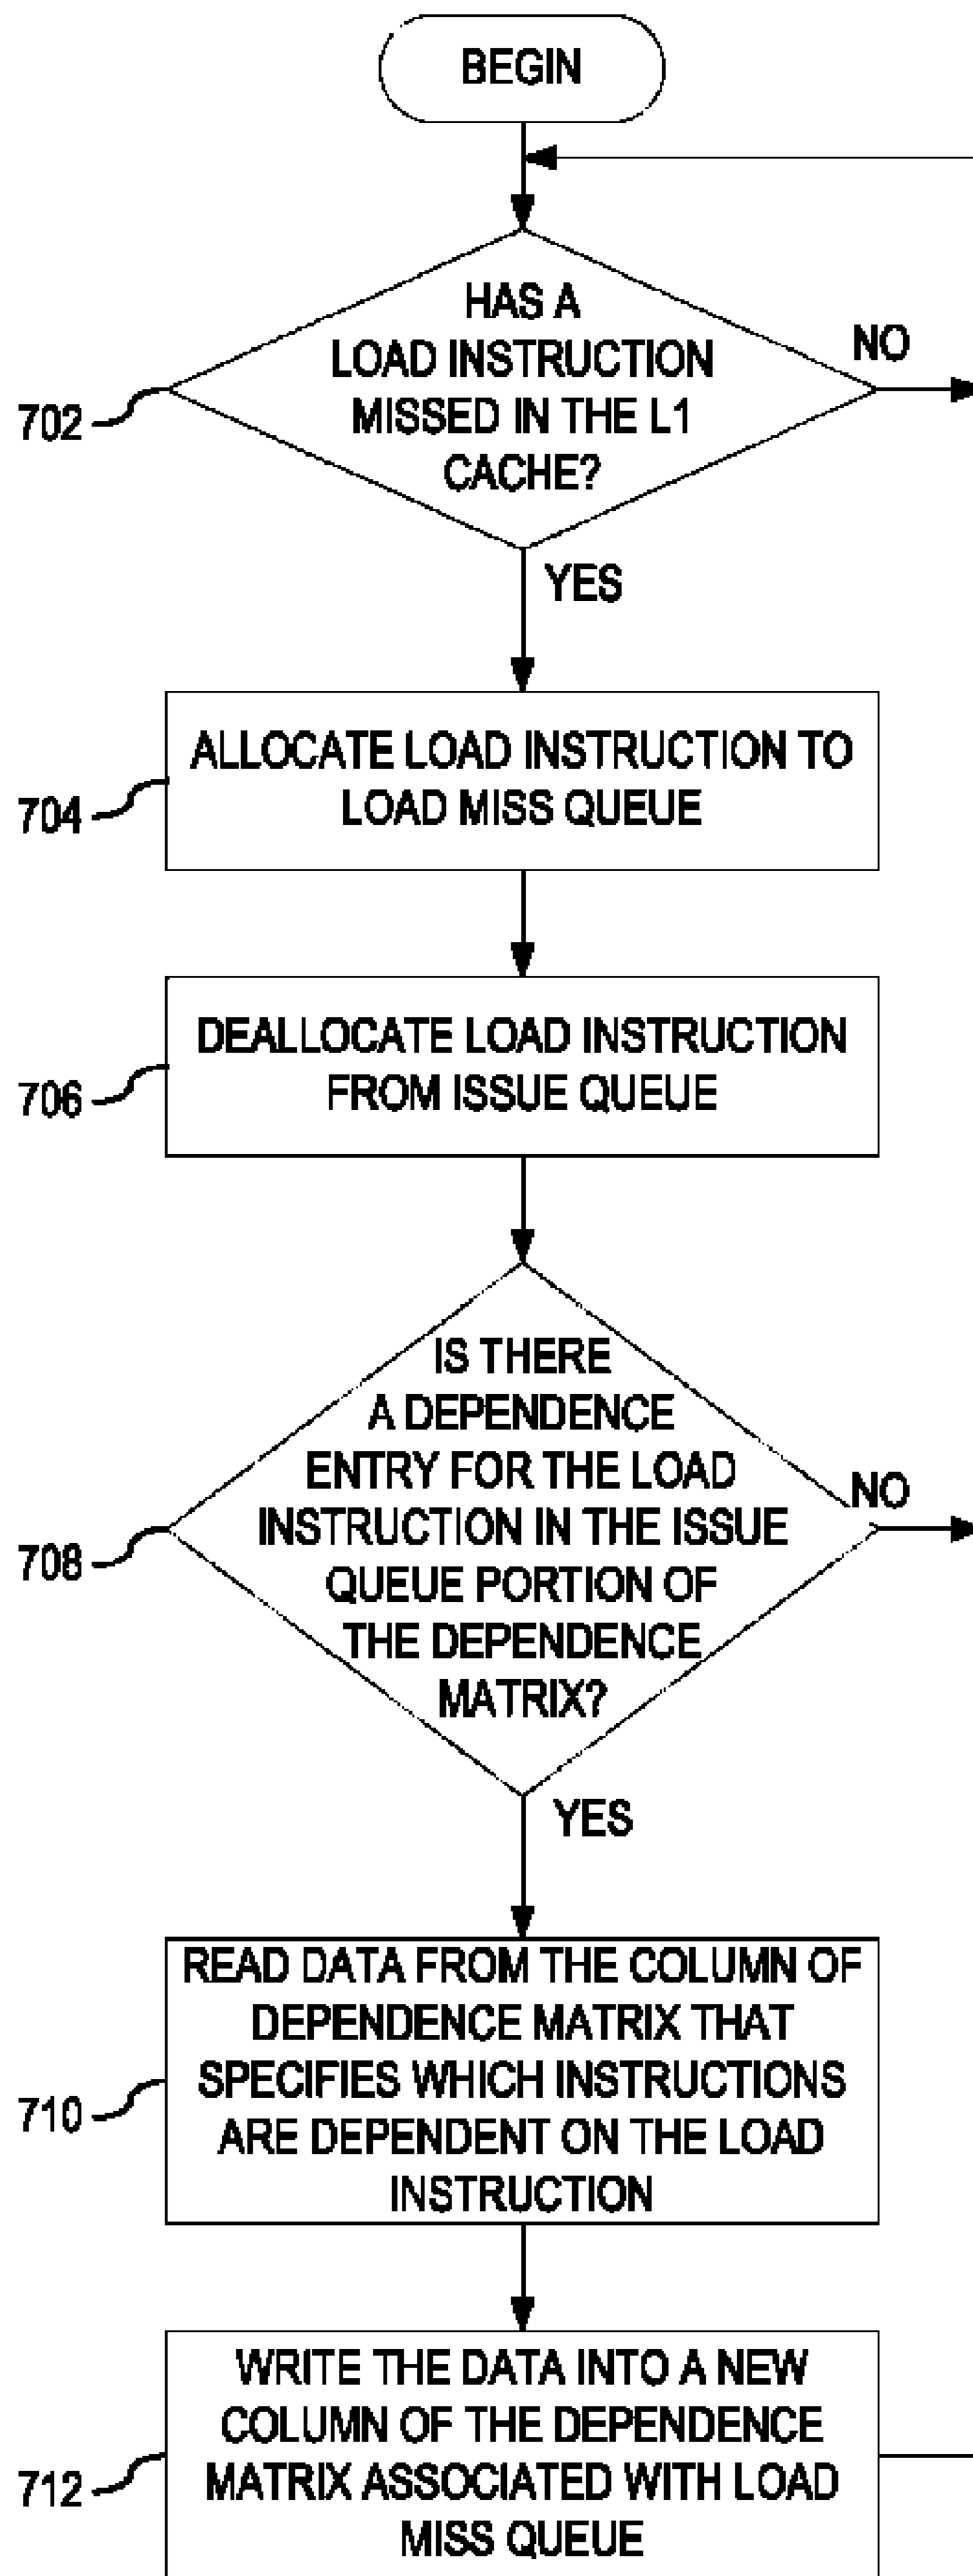 BEGIN
HAS A
LOAD INSTRUCTION
MISSED IN THE L1
CACHE?
NO
702
YES
ALLOCATE LOAD INSTRUCTION TO
LOAD MISS QUEUE
704
DEALLOCATE LOAD INSTRUCTION
FROM ISSUE QUEUE
706
IS THERE
A DEPENDENCE
ENTRY FOR THE LOAD
INSTRUCTION IN THE ISSUE
QUEUE PORTION OF
THE DEPENDENCE
MATRIX?
NO
708
YES
READ DATA FROM THE COLUMN OF
DEPENDENCE MATRIX THAT
SPECIFIES WHICH INSTRUCTIONS
ARE DEPENDENT ON THE LOAD
INSTRUCTION
710
WRITE THE DATA INTO A NEW
COLUMN OF THE DEPENDENCE
MATRIX ASSOCIATED WITH LOAD
MISS QUEUE
712